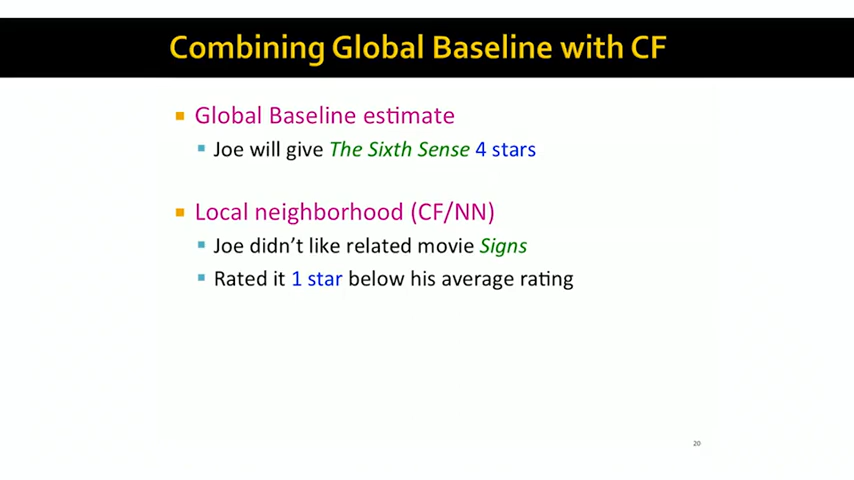 Combining Global Baseline with CF
Global Baseline estimate
Joe will give The Sixth Sense 4 stars
Local neighborhood (CF/NN)
Joe didn’t like related movie Signs
Rated it 1 star below his average rating
20